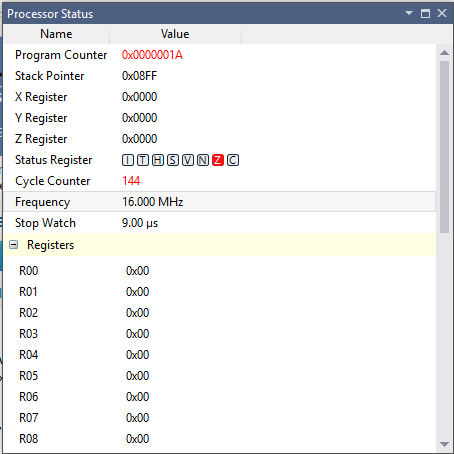 Processor Status
Name Value
Program Counter 0x0000001A
Stack Pointer 0x08FF
X Register 0x0000
Y Register 0x0000
Z Register 0x0000
Status Register I T H S V N Z C
Cycle Counter 144
Frequency 16.000 MHz
Stop Watch 9.00 µs
Registers
R00 0x00
R01 0x00
R02 0x00
R03 0x00
R04 0x00
R05 0x00
R06 0x00
R07 0x00
R08 0x00